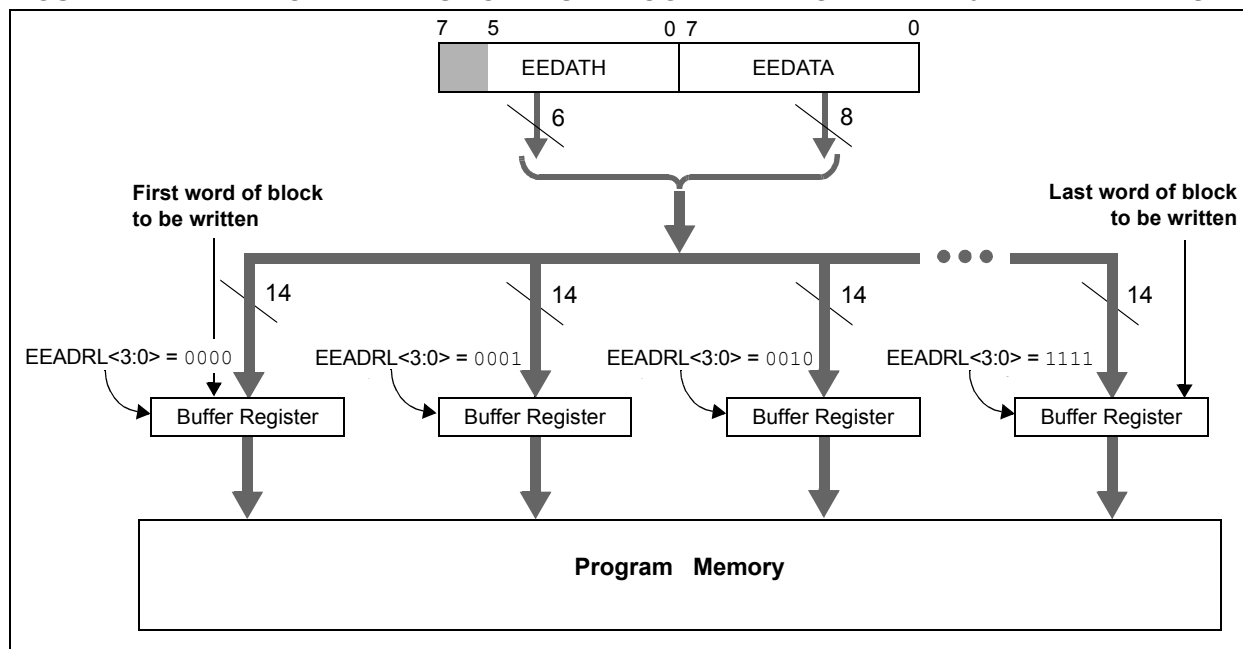 7 5 0 7 0
EEDATH EEDATA
6 8
First word of block
to be written
Last word of block
to be written
14 14 14 14
EEADRL<3:0> = 0000 EEADRL<3:0> = 0001 EEADRL<3:0> = 0010 EEADRL<3:0> = 1111
Buffer Register Buffer Register Buffer Register Buffer Register
Program Memory